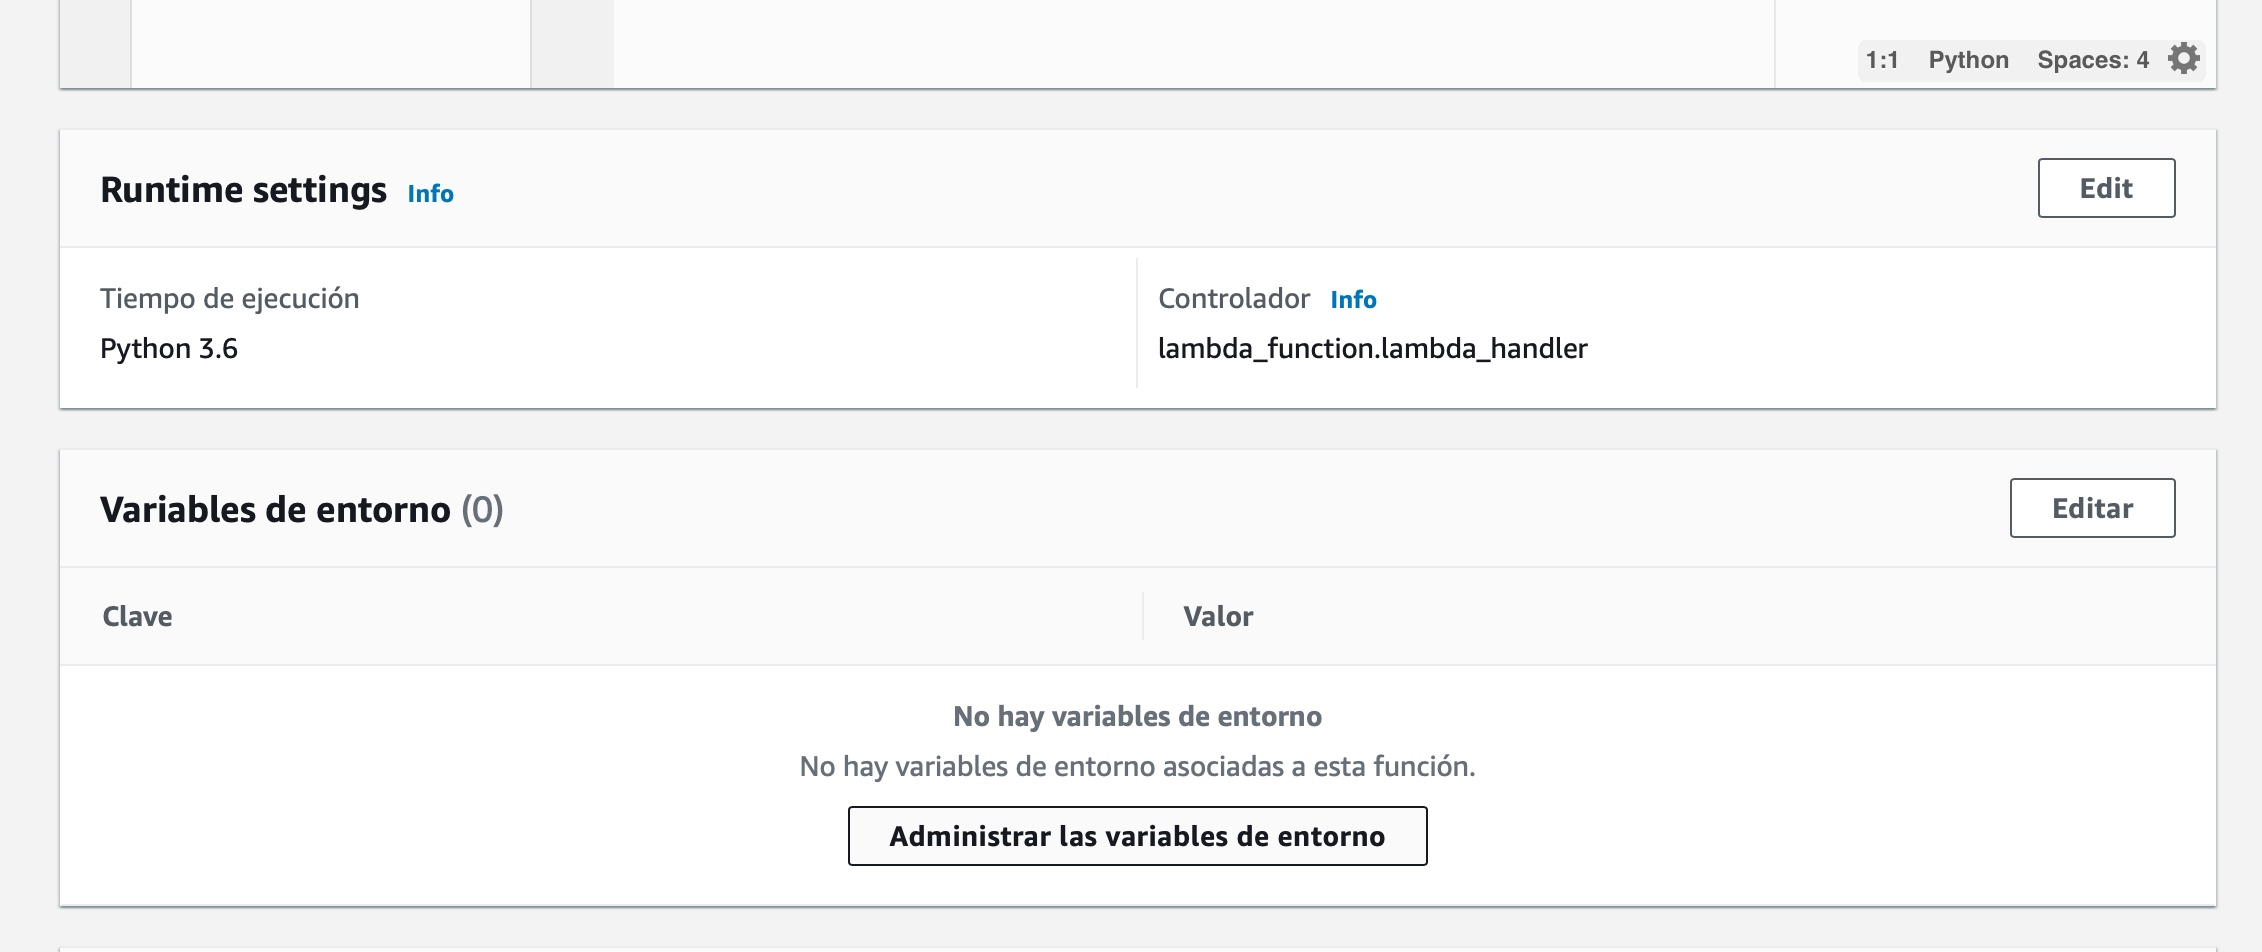 1:1 Python Spaces: 4
Runtime settings Info
Edit
Tiempo de ejecución
Python 3.6
Controlador Info
lambda_function.lambda_handler
Variables de entorno (0)
Editar
Clave
Valor
No hay variables de entorno
No hay variables de entorno asociadas a esta función.
Administrar las variables de entorno